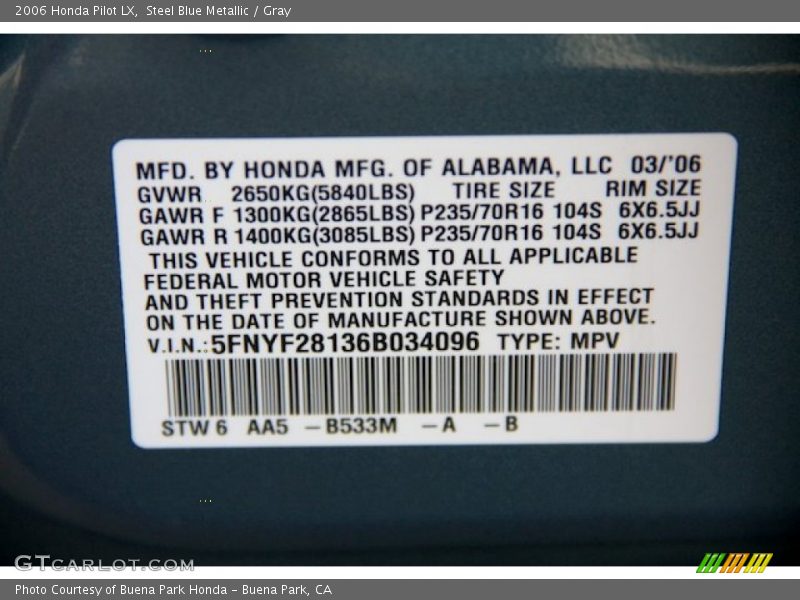 2006 Honda Pilot LX, Steel Blue Metallic / Gray
MFD. BY HONDA MFG. OF ALABAMA, LLC 03/'06
GVWR 2650KG(5840LBS) TIRE SIZE RIM SIZE
GAWR F 1300KG(2865LBS) P235/70R16 104S 6X6.5JJ
GAWR R 1400KG(3085LBS) P235/70R16 104S 6X6.5JJ
THIS VEHICLE CONFORMS TO ALL APPLICABLE
FEDERAL MOTOR VEHICLE SAFETY
AND THEFT PREVENTION STANDARDS IN EFFECT
ON THE DATE OF MANUFACTURE SHOWN ABOVE.
V.I.N.: 5FNYF28136B034096 TYPE: MPV
STW 6 AA5 – B533M – A – B
GTCARLOT.COM
Photo Courtesy of Buena Park Honda – Buena Park, CA